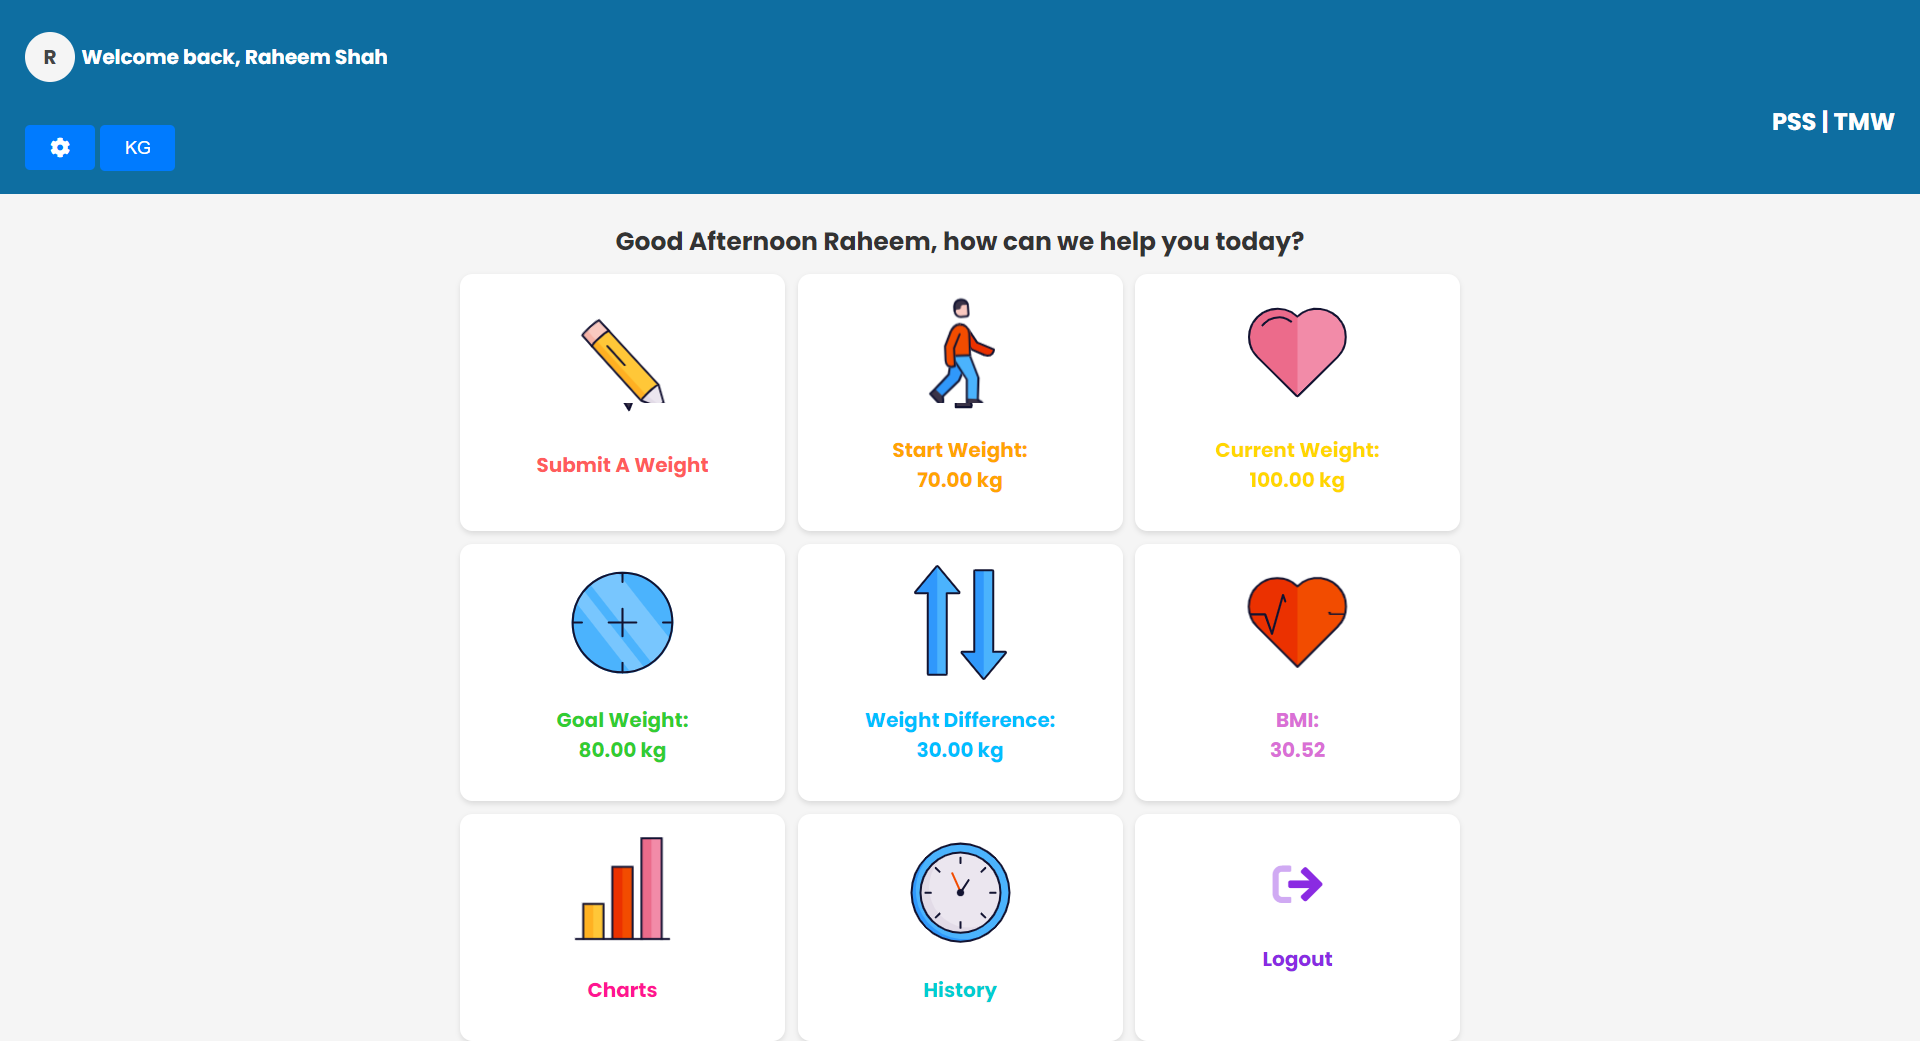 R
Welcome back, Raheem Shah
KG
PSS | TMW
Good Afternoon Raheem, how can we help you today?
Submit A Weight
Start Weight:
70.00 kg
Current Weight:
100.00 kg
Goal Weight:
80.00 kg
Weight Difference:
30.00 kg
BMI:
30.52
Charts
History
Logout